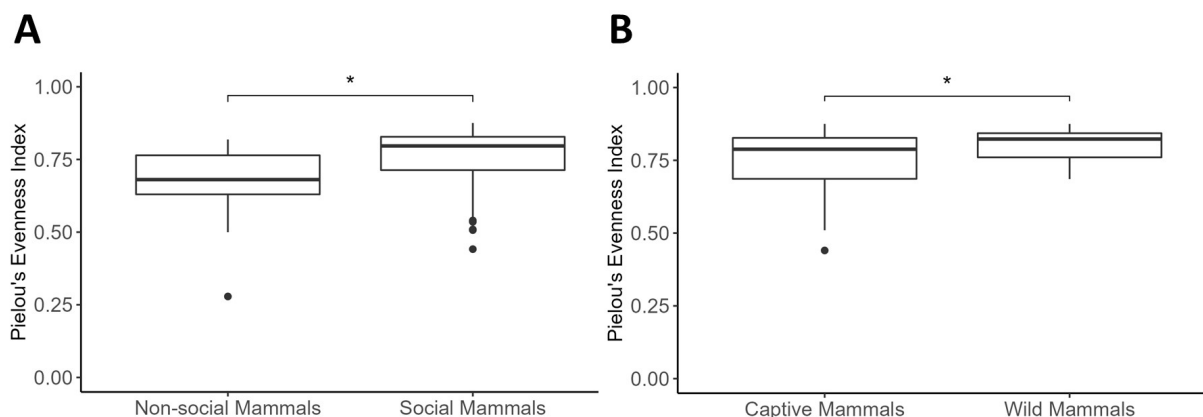 A
Pielou's Evenness Index
1.00
0.75
0.50
0.25
0.00
*
Non-social Mammals
Social Mammals
B
Pielou's Evenness Index
1.00
0.75
0.50
0.25
0.00
*
Captive Mammals
Wild Mammals